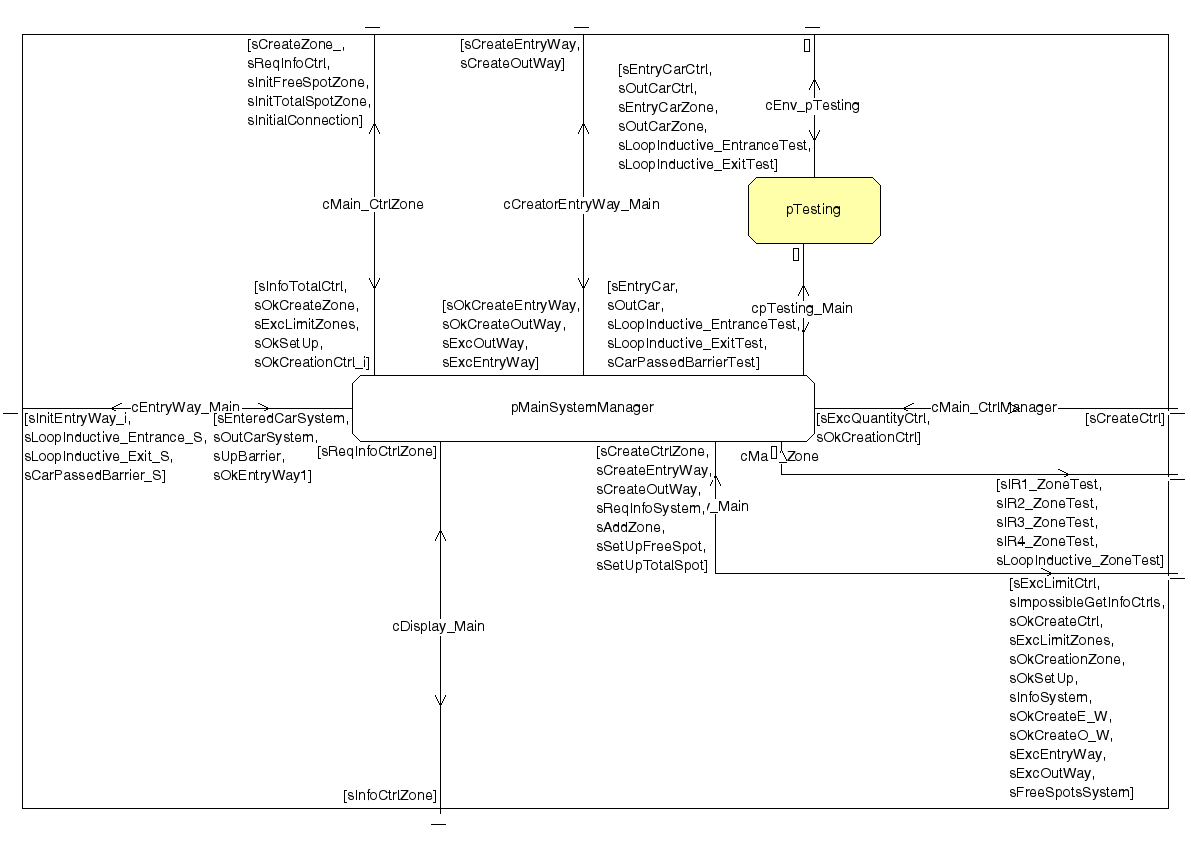 [sCreateZone_,
sReqInfoCtrl,
sInitFreeSpotZone,
sInitTotalSpotZone,
sInitialConnection]
[sCreateEntryWay,
sCreateOutWay]
[sEntryCarCtrl,
sOutCarCtrl,
sEntryCarZone,
sOutCarZone,
sLoopInductive_EntranceTest,
sLoopInductive_ExitTest]
[]
cEnv_pTesting
cMain_CtrlZone
cCreatorEntryWay_Main
pTesting
[]
[sInfoTotalCtrl,
sOkCreateZone,
sExcLimitZones,
sOkSetUp,
sOkCreationCtrl_i]
[sOkCreateEntryWay,
sOkCreateOutWay,
sExcOutWay,
sExcEntryWay]
[sEntryCar,
sOutCar,
sLoopInductive_EntranceTest,
sLoopInductive_ExitTest,
sCarPassedBarrierTest]
cpTesting_Main
cEntryWay_Main
pMainSystemManager
cMain_CtrlManager
[sInitEntryWay_i,
sLoopInductive_Entrance_S,
sLoopInductive_Exit_S,
sCarPassedBarrier_S]
[sEnteredCarSystem,
sOutCarSystem,
sUpBarrier,
sOkEntryWay1]
[sExcQuantityCtrl,
sOkCreationCtrl]
[sCreateCtrl]
[sReqInfoCtrlZone]
[sCreateCtrlZone,
sCreateEntryWay,
sCreateOutWay,
sReqInfoSystem,
sAddZone,
sSetUpFreeSpot,
sSetUpTotalSpot]
cMa[]_Zone
_Main
[sIR1_ZoneTest,
sIR2_ZoneTest,
sIR3_ZoneTest,
sIR4_ZoneTest,
sLoopInductive_ZoneTest]
[sExcLimitCtrl,
sImpossibleGetInfoCtrls,
sOkCreateCtrl,
sExcLimitZones,
sOkCreationZone,
sOkSetUp,
sInfoSystem,
sOkCreateE_W,
sOkCreateO_W,
sExcEntryWay,
sExcOutWay,
sFreeSpotsSystem]
cDisplay_Main
[sInfoCtrlZone]